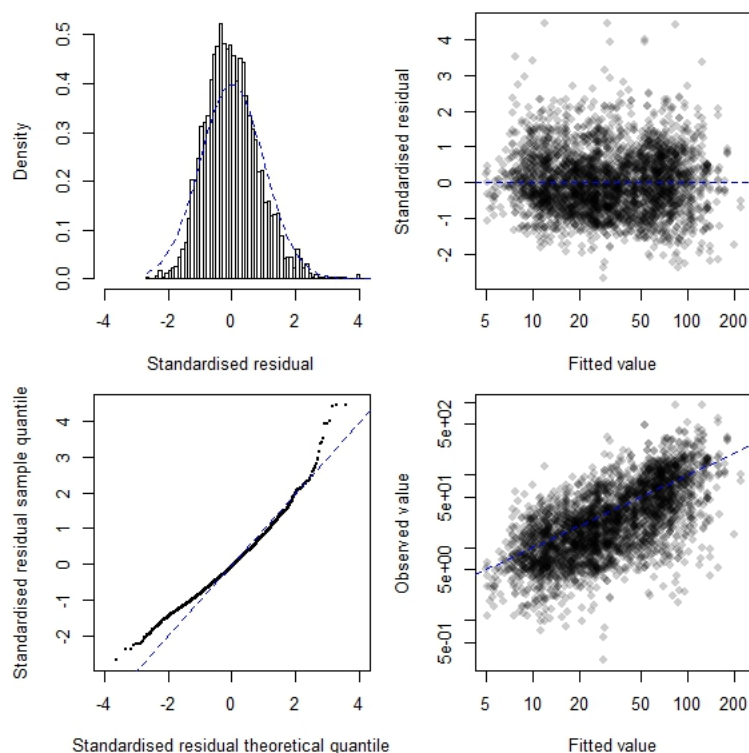 0.5
0.4
0.3
0.2
0.1
0.0
Density
-4 -2 0 2 4
Standardised residual
4
3
2
1
0
-1
-2
Standardised residual
5 10 20 50 100 200
Fitted value
4
3
2
1
0
-1
-2
Standardised residual sample quantile
-4 -2 0 2 4
Standardised residual theoretical quantile
5e+02
5e+01
5e+00
5e-01
Observed value
5 10 20 50 100 200
Fitted value